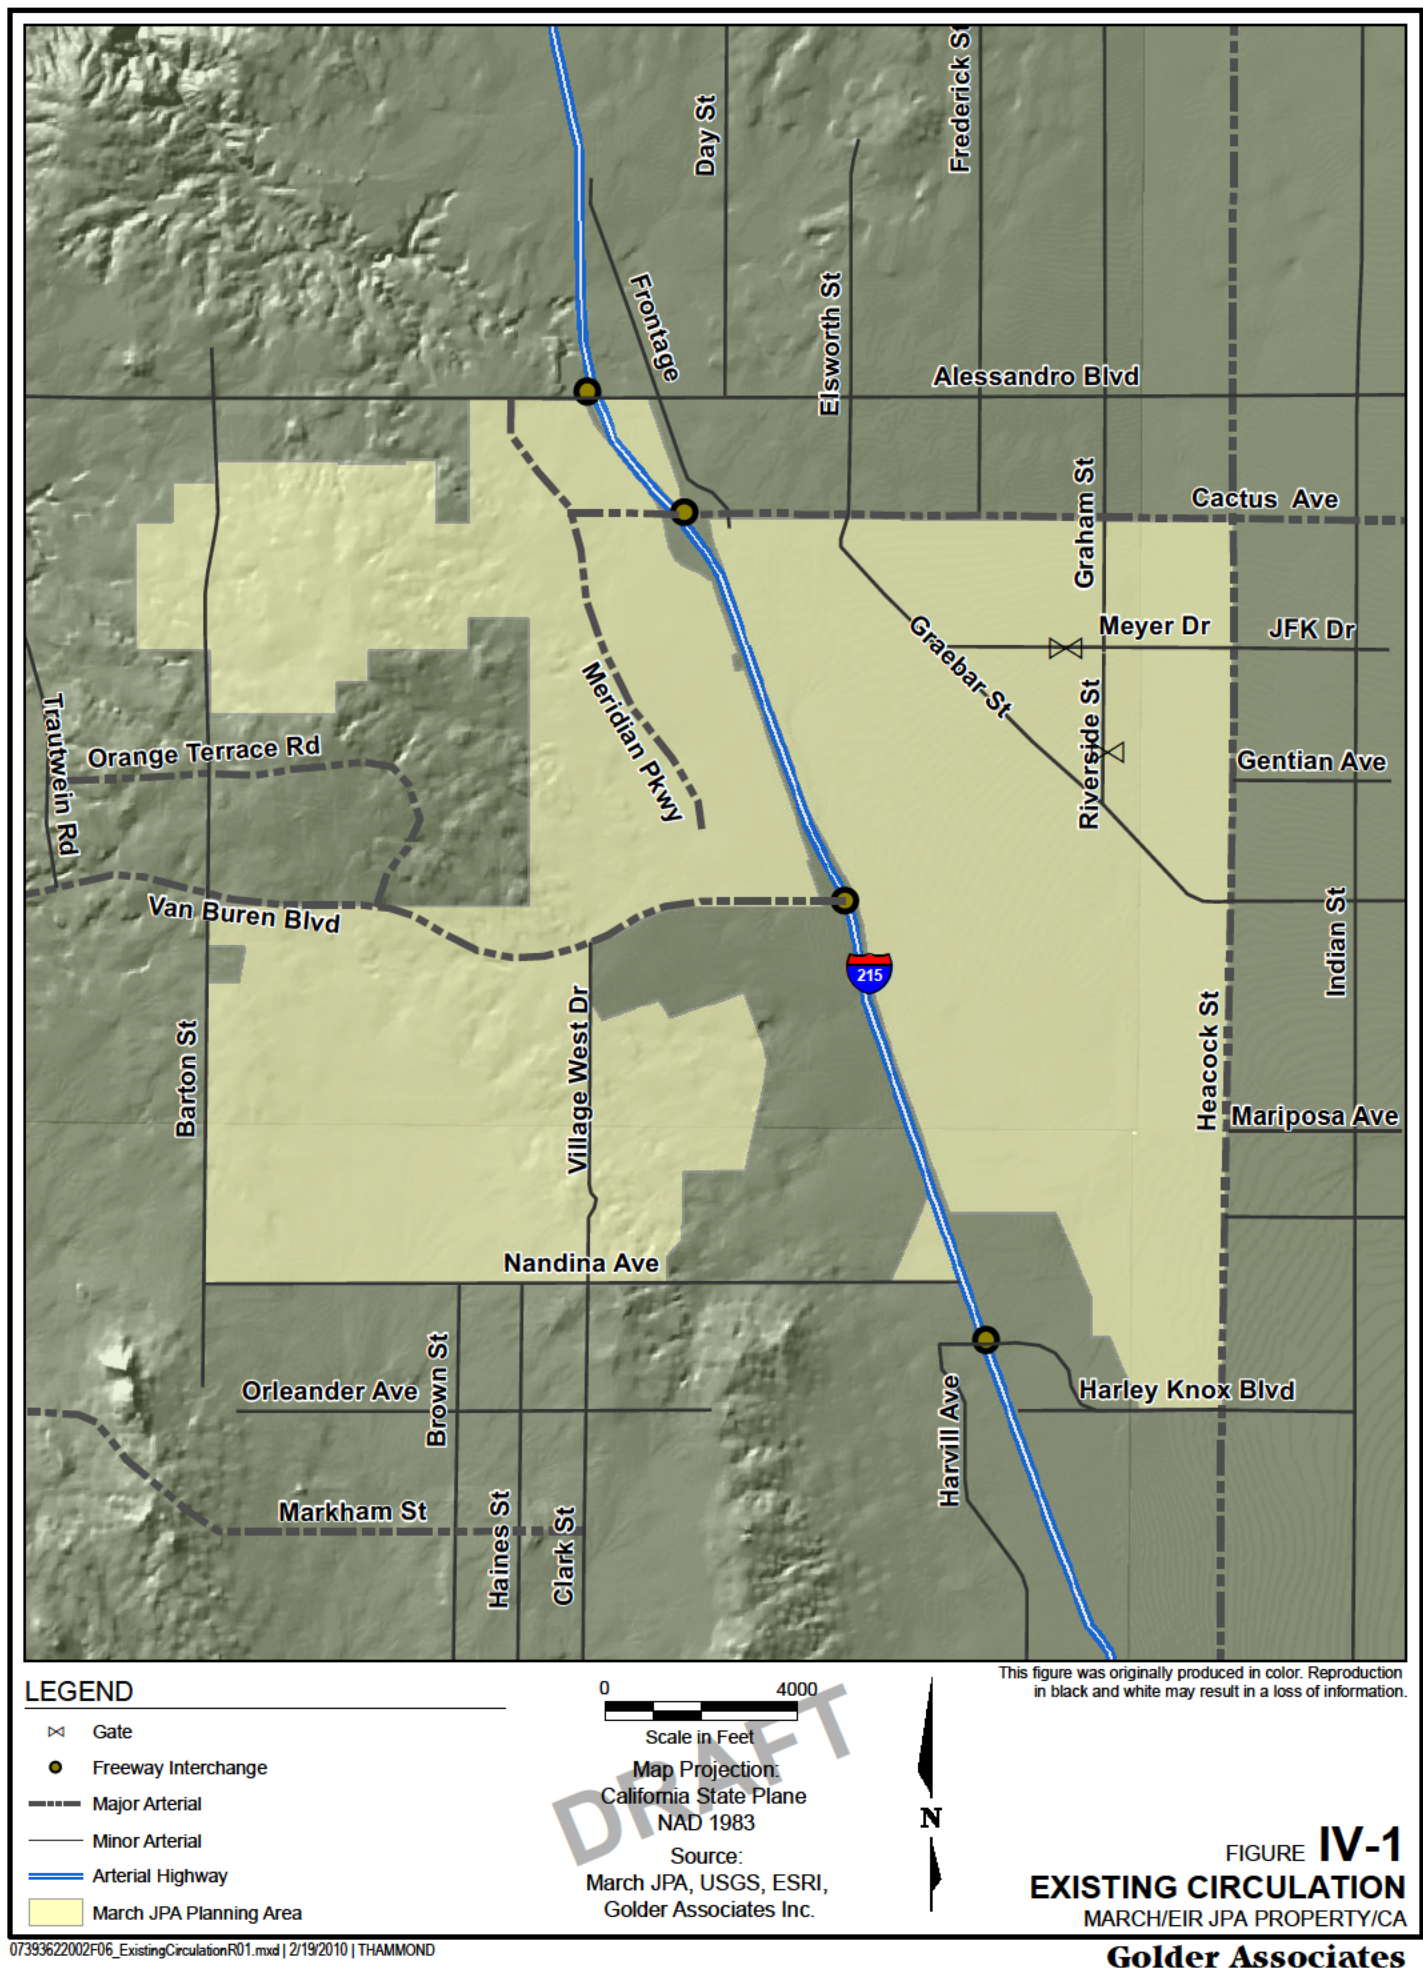 Day St
Frederick St
Frontage
Elsworth St
Alessandro Blvd
Graham St
Cactus Ave
Meyer Dr
JFK Dr
Graebar St
Meridian Pkwy
Riverside St
Trautwein Rd
Orange Terrace Rd
Gentian Ave
Van Buren Blvd
Indian St
215
Barton St
Village West Dr
Heacock St
Mariposa Ave
Nandina Ave
Brown St
Orleander Ave
Harvill Ave
Harley Knox Blvd
Markham St
Haines St
Clark St
LEGEND
Gate
Freeway Interchange
Major Arterial
Minor Arterial
Arterial Highway
March JPA Planning Area
0 4000
Scale in Feet
Map Projection:
California State Plane
NAD 1983
Source:
March JPA, USGS, ESRI,
Golder Associates Inc.
DRAFT
N
This figure was originally produced in color. Reproduction
in black and white may result in a loss of information.
FIGURE IV-1
EXISTING CIRCULATION
MARCH/EIR JPA PROPERTY/CA
07393622002F06_ExistingCirculationR01.mxd | 2/19/2010 | THAMMOND
Golder Associates